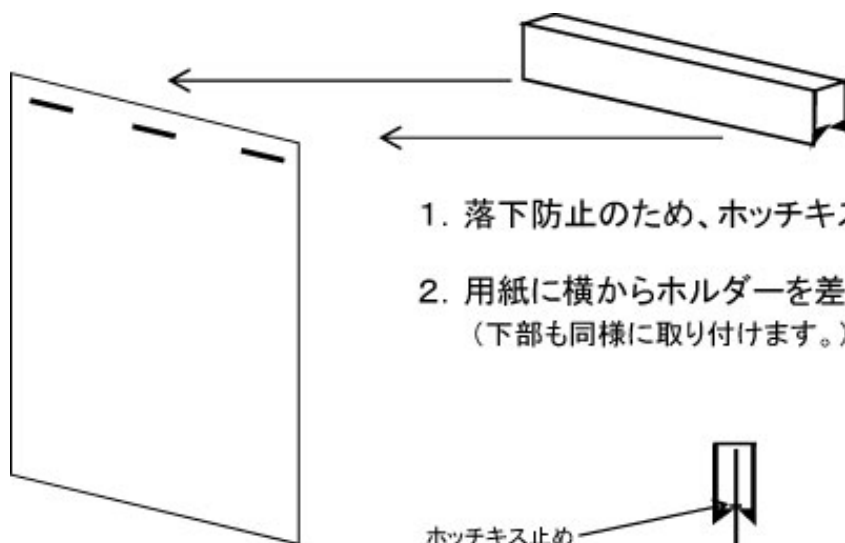 1. 落下防止のため、ホッチキス
2. 用紙に横からホルダーを差
(下部も同様に取り付けます。)
ホッチキス止め